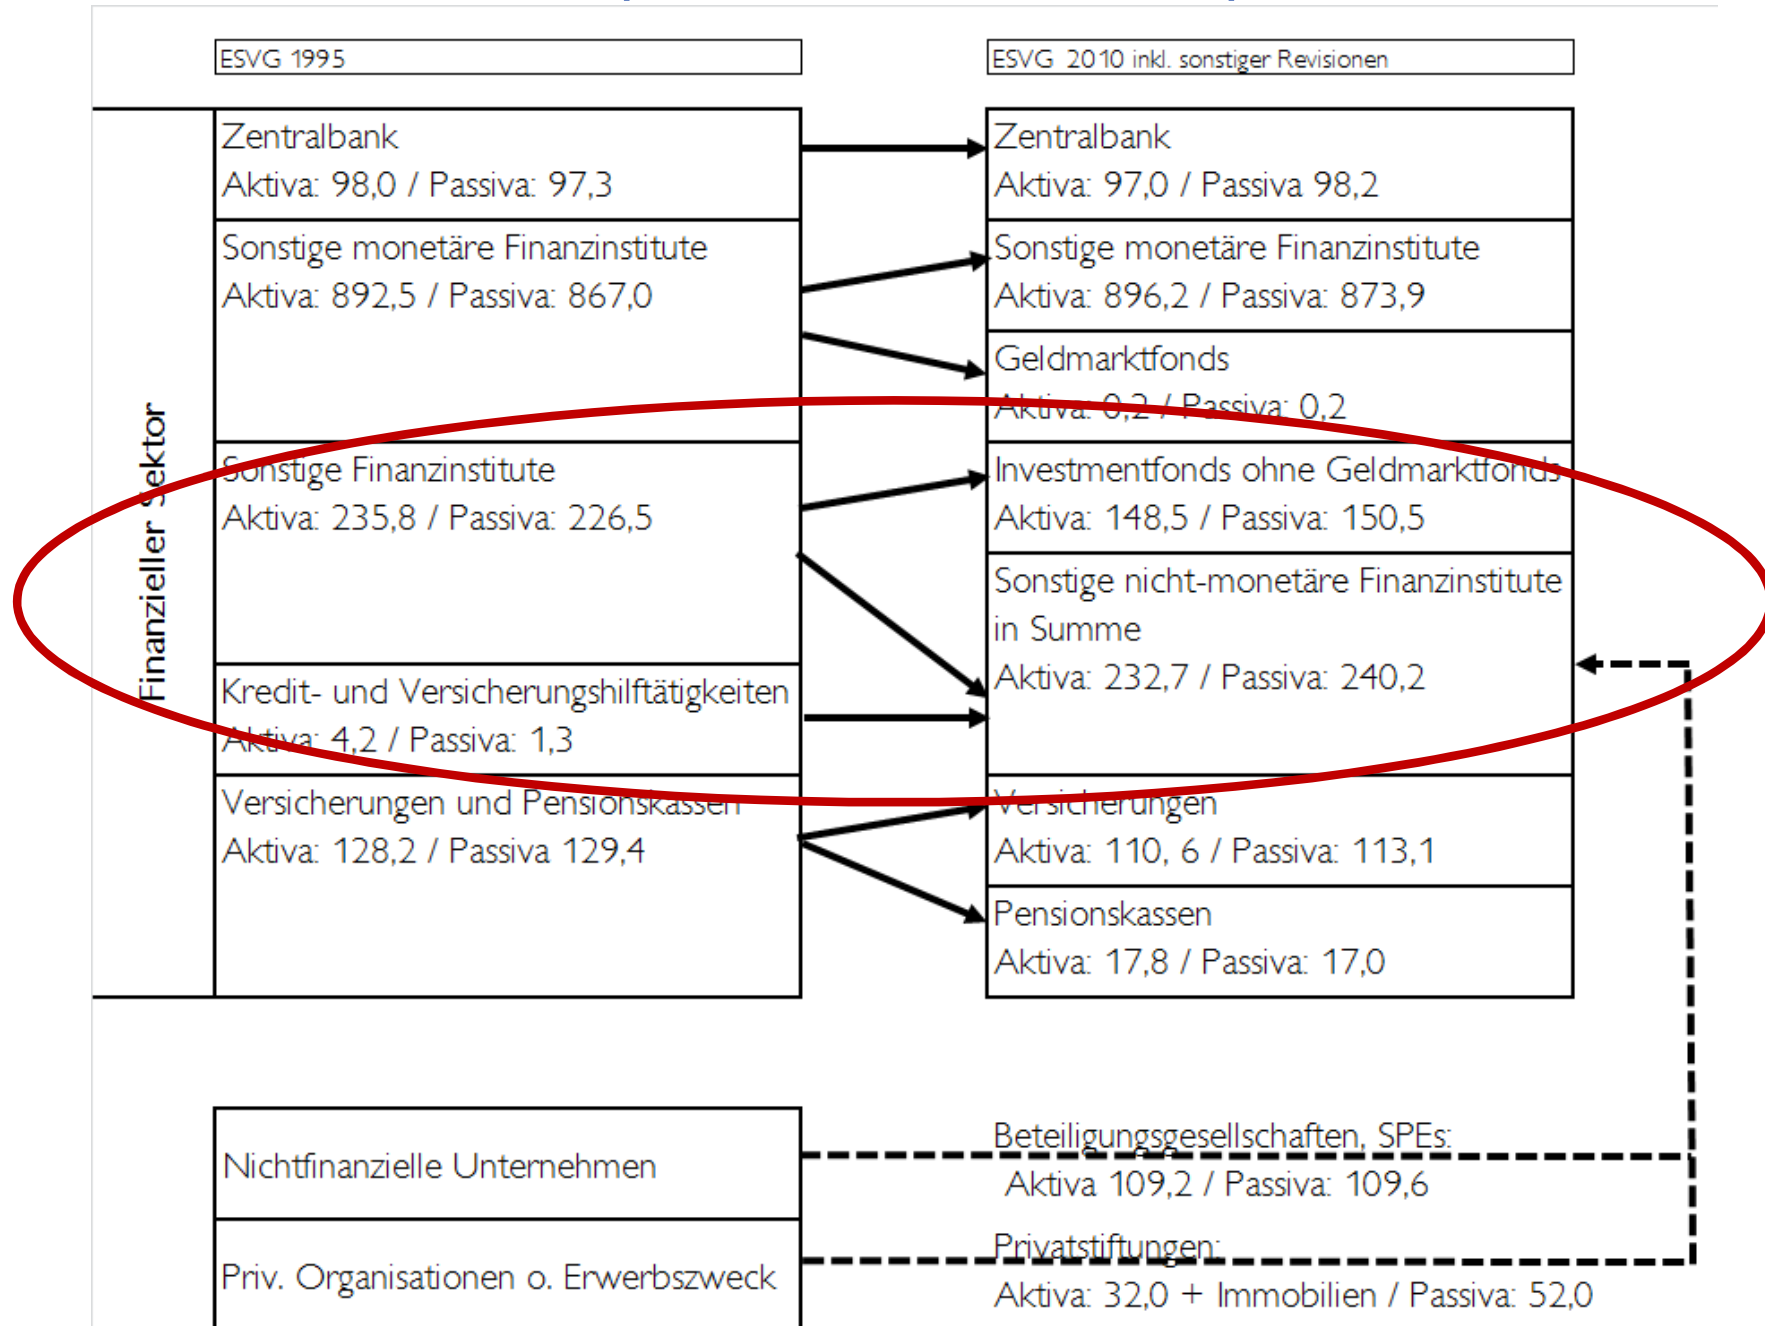 ESVG 1995
ESVG 2010 inkl. sonstiger Revisionen
Finanzieller Sektor
Zentralbank
Aktiva: 98,0 / Passiva: 97,3
Sonstige monetäre Finanzinstitute
Aktiva: 892,5 / Passiva: 867,0
Sonstige Finanzinstitute
Aktiva: 235,8 / Passiva: 226,5
Kredit- und Versicherungshilftätigkeiten
Aktiva: 4,2 / Passiva: 1,3
Versicherungen und Pensionskassen
Aktiva: 128,2 / Passiva 129,4
Zentralbank
Aktiva: 97,0 / Passiva 98,2
Sonstige monetäre Finanzinstitute
Aktiva: 896,2 / Passiva: 873,9
Geldmarktfonds
Aktiva: 0,2 / Passiva: 0,2
Investmentfonds ohne Geldmarktfonds
Aktiva: 148,5 / Passiva: 150,5
Sonstige nicht-monetäre Finanzinstitute
in Summe
Aktiva: 232,7 / Passiva: 240,2
Versicherungen
Aktiva: 110, 6 / Passiva: 113,1
Pensionskassen
Aktiva: 17,8 / Passiva: 17,0
Nichtfinanzielle Unternehmen
Beteiligungsgesellschaften, SPEs:
Aktiva 109,2 / Passiva: 109,6
Priv. Organisationen o. Erwerbszweck
Privatstiftungen:
Aktiva: 32,0 + Immobilien / Passiva: 52,0